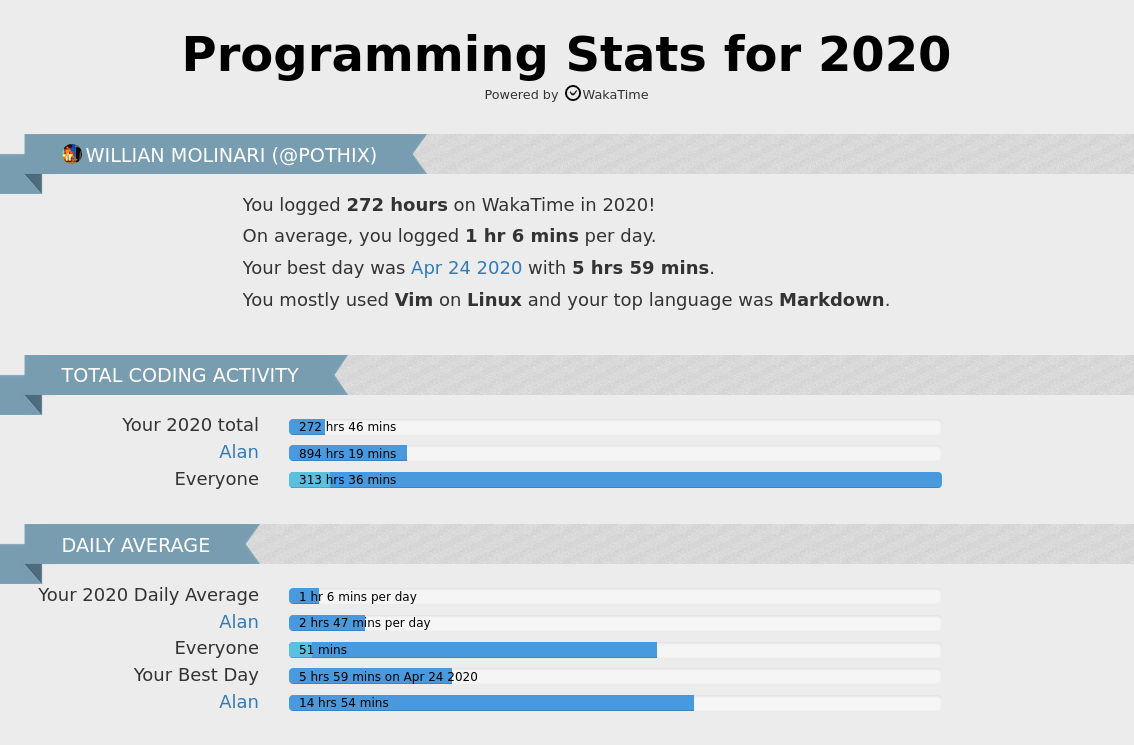 Programming Stats for 2020
Powered by WakaTime
WILLIAN MOLINARI (@POTHIX)
You logged 272 hours on WakaTime in 2020!
On average, you logged 1 hr 6 mins per day.
Your best day was Apr 24 2020 with 5 hrs 59 mins.
You mostly used Vim on Linux and your top language was Markdown.
TOTAL CODING ACTIVITY
Your 2020 total 272 hrs 46 mins
Alan 894 hrs 19 mins
Everyone 313 hrs 36 mins
DAILY AVERAGE
Your 2020 Daily Average 1 hr 6 mins per day
Alan 2 hrs 47 mins per day
Everyone 51 mins
Your Best Day 5 hrs 59 mins on Apr 24 2020
Alan 14 hrs 54 mins